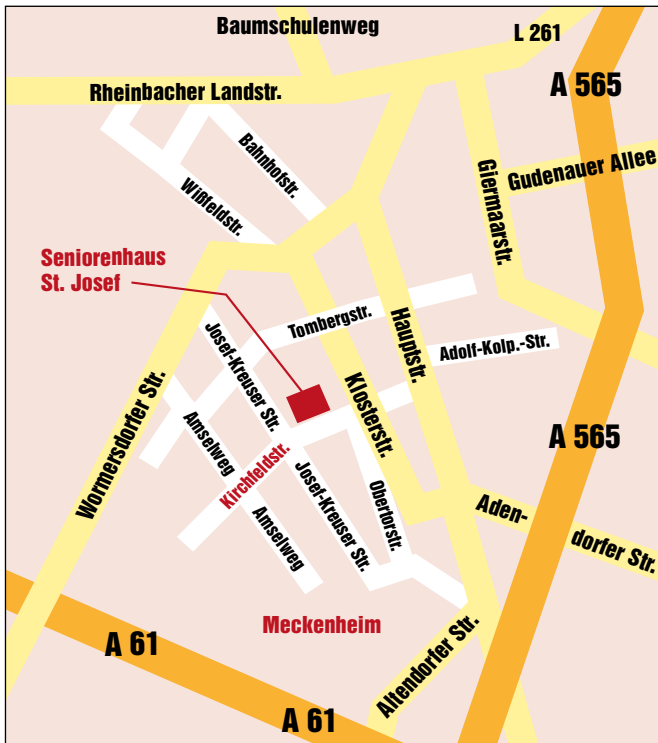 Baumschulenweg
L 261
Rheinbacher Landstr.
A 565
Bahnhofstr.
Giermaarstr.
Gudenauer Allee
Wißfeldstr.
Seniorenhaus
St. Josef
Tombergstr.
Hauptstr.
Josef-Kreuser Str.
Adolf-Kolp.-Str.
Wormersdorfer Str.
Klosterstr.
Amselweg
A 565
Kirchfeldstr.
Josef-Kreuser Str.
Obertorstr.
Amselweg
Aden-
dorfer Str.
Meckenheim
A 61
Altendorfer Str.
A 61